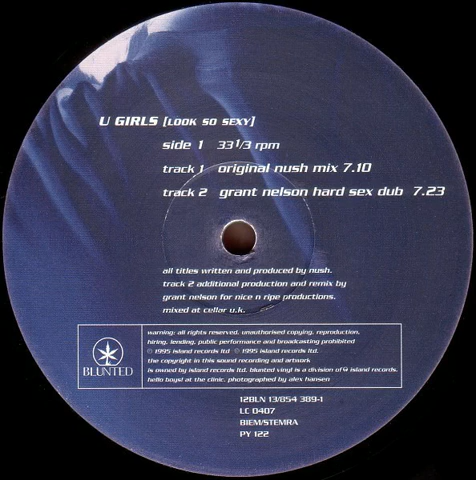 U GIRLS [LOOK SO SEXY]
side 1 33 1/3 rpm
track 1 original nush mix 7.10
track 2 grant nelson hard sex dub 7.23
all titles written and produced by nush.
track 2 additional production and remix by
grant nelson for nice n ripe productions.
mixed at cellar u.k.
warning: all rights reserved. unauthorised copying, reproduction,
hiring, lending, public performance and broadcasting prohibited
℗ 1995 island records ltd © 1995 island records ltd.
the copyright in this sound recording and artwork
is owned by island records ltd. blunted vinyl is a division of island records.
hello boys! at the clinic. photographed by alex hansen
BLUNTED
12BLN 13/854 389-1
LC 0407
BIEM/STEMRA
PY 122